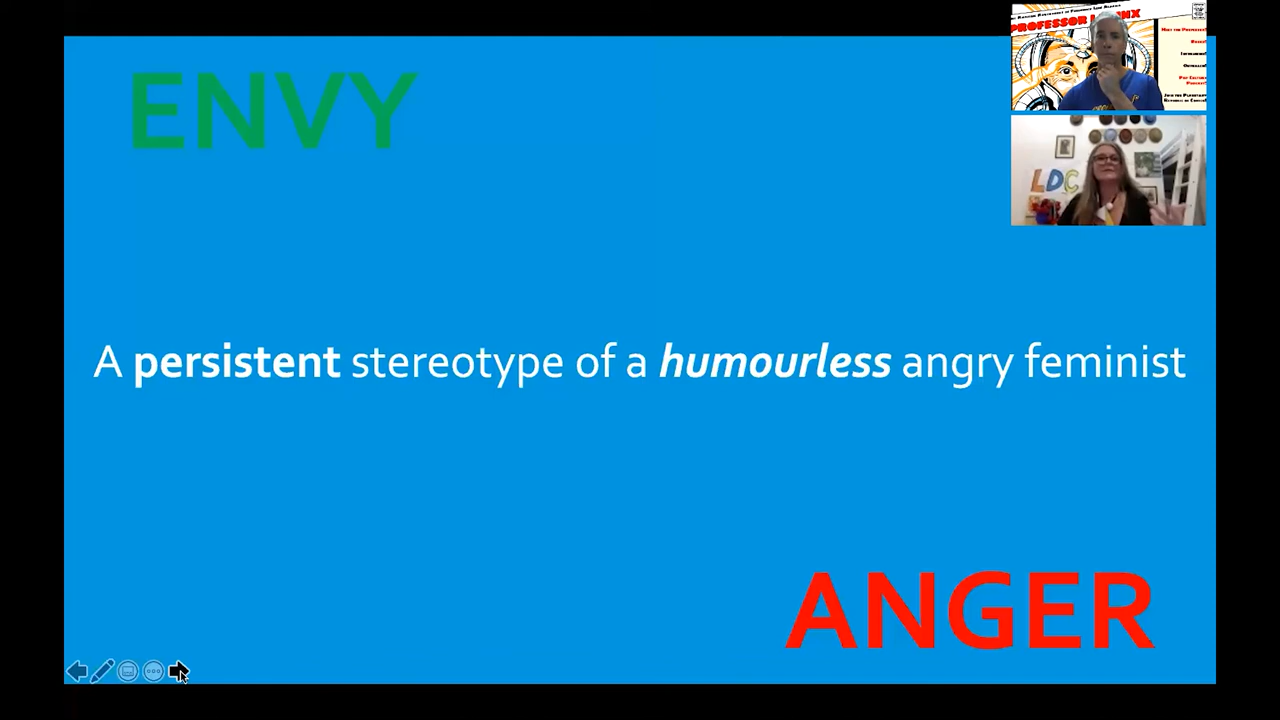 ENVY
A persistent stereotype of a humourless angry feminist
ANGER
PROFESSOR
LDC